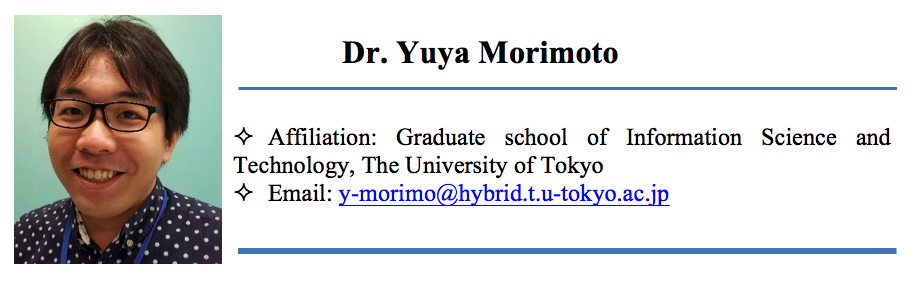 Dr. Yuya Morimoto
✧ Affiliation: Graduate school of Information Science and
Technology, The University of Tokyo
✧ Email: y-morimo@hybrid.t.u-tokyo.ac.jp